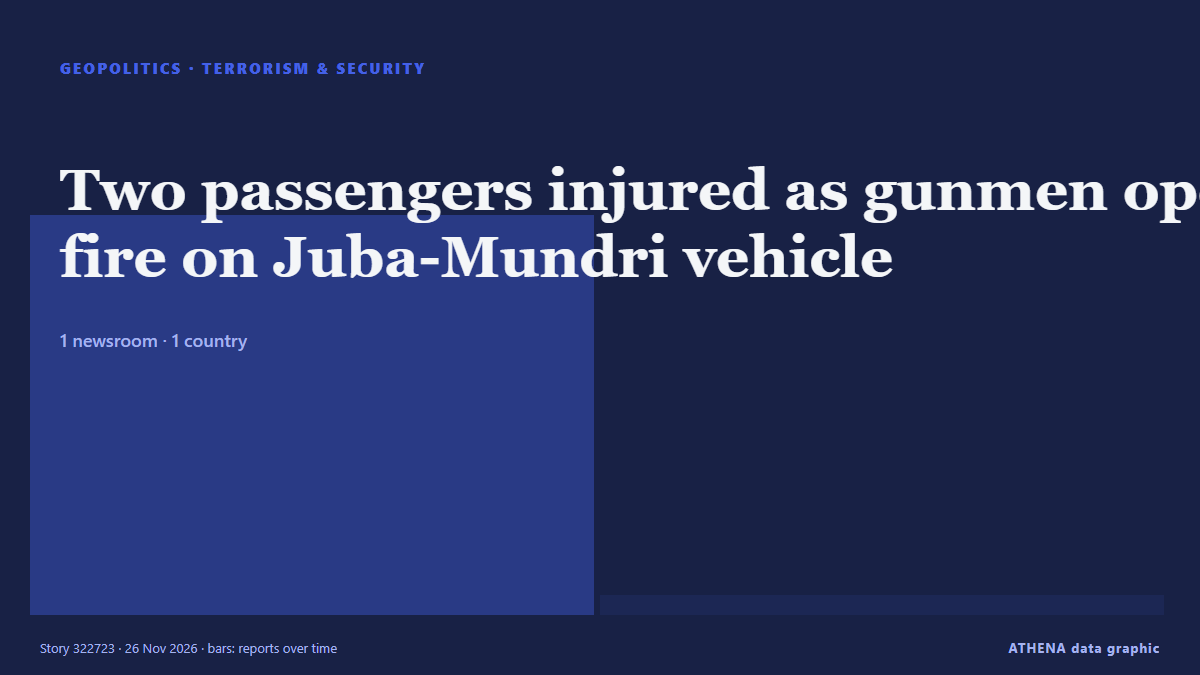 GEOPOLITICS · TERRORISM & SECURITY
Two passengers injured as gunmen op
fire on Juba-Mundri vehicle
1 newsroom · 1 country
Story 322723 · 26 Nov 2026 · bars: reports over time
ATHENA data graphic